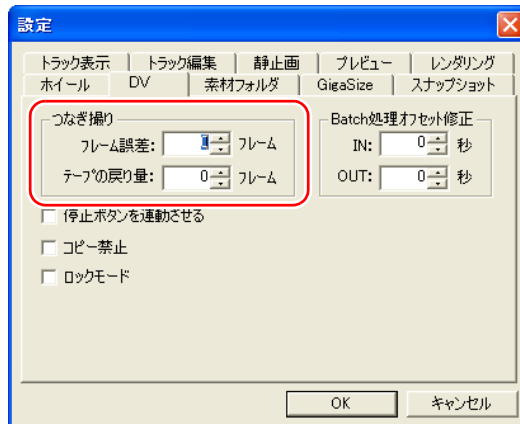 設定
トラック表示 トラック編集 静止画 プレビュー レンダリング
ホイール DV 素材フォルダ GigaSize スナップショット
つなぎ撮り
フレーム誤差: フレーム
テープの戻り量: 0 フレーム
Batch処理オフセット修正
IN: 0 秒
OUT: 0 秒
停止ボタンを連動させる
コピー禁止
ロックモード
OK キャンセル